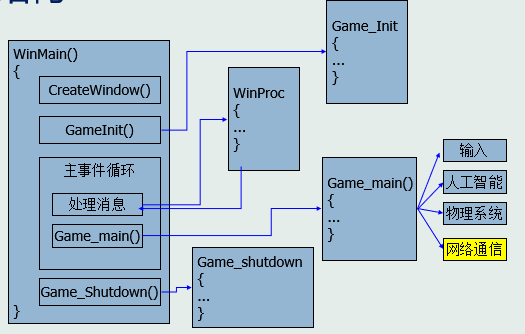 WinMain()
{
CreateWindow()
GameInit()
主事件循环
处理消息
Game_main()
Game_Shutdown()
}
Game_Init
{
...
}
WinProc
{
...
}
Game_main()
{
...
}
Game_shutdown
{
...
}
输入
人工智能
物理系统
网络通信